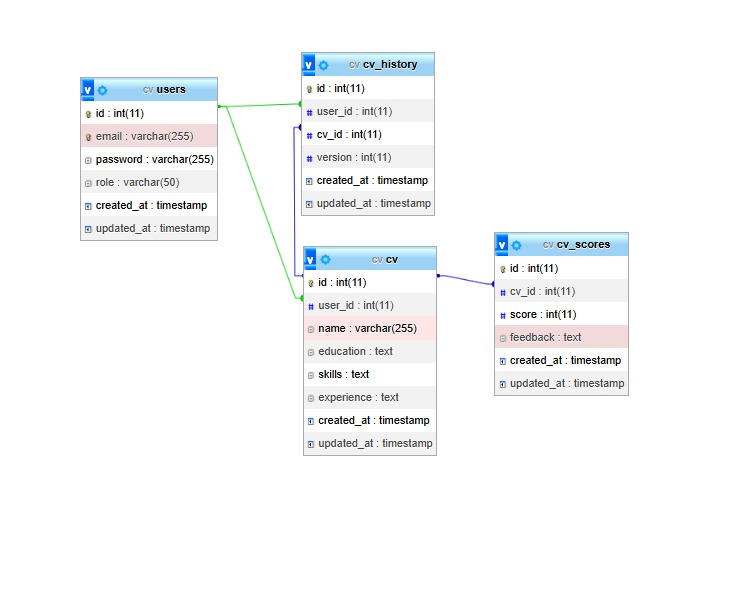 cv users
id : int(11)
email : varchar(255)
password : varchar(255)
role : varchar(50)
created_at : timestamp
updated_at : timestamp
cv cv_history
id : int(11)
user_id : int(11)
cv_id : int(11)
version : int(11)
created_at : timestamp
updated_at : timestamp
cv cv
id : int(11)
user_id : int(11)
name : varchar(255)
education : text
skills : text
experience : text
created_at : timestamp
updated_at : timestamp
cv cv_scores
id : int(11)
cv_id : int(11)
score : int(11)
feedback : text
created_at : timestamp
updated_at : timestamp